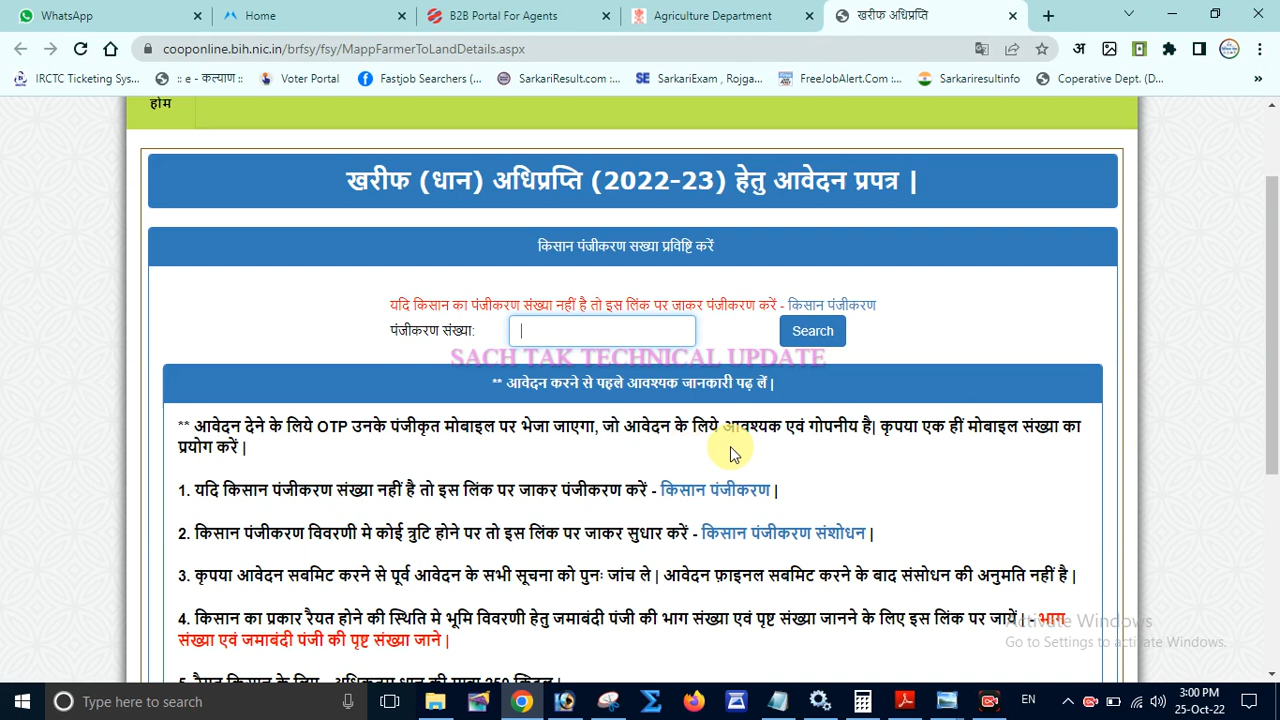 WhatsApp
Home
B2B Portal For Agents
Agriculture Department
खरीफ अधिप्राप्ति
cooponline.bih.nic.in/brfsy/fsy/MappFarmerToLandDetails.aspx
अ
IRCTC Ticketing Sys...
:: e - कल्याण ::
Voter Portal
Fastjob Searchers (...
SarkariResult.com :...
SE SarkariExam , Rojga...
FreeJobAlert.Com :...
Sarkariresultinfo
Coperative Dept. (D...
»
होम
खरीफ (धान) अधिप्राप्ति (2022-23) हेतु आवेदन प्रपत्र |
किसान पंजीकरण सख्या प्रविष्टि करें
यदि किसान का पंजीकरण संख्या नहीं है तो इस लिंक पर जाकर पंजीकरण करें - किसान पंजीकरण
पंजीकरण संख्या:
Search
SACH TAK TECHNICAL UPDATE
** आवेदन करने से पहले आवश्यक जानकारी पढ़ लें |
** आवेदन देने के लिये OTP उनके पंजीकृत मोबाइल पर भेजा जाएगा, जो आवेदन के लिये आवश्यक एवं गोपनीय है| कृपया एक हीं मोबाइल संख्या का
प्रयोग करें |
1. यदि किसान पंजीकरण संख्या नहीं है तो इस लिंक पर जाकर पंजीकरण करें - किसान पंजीकरण |
2. किसान पंजीकरण विवरणी मे कोई त्रुटि होने पर तो इस लिंक पर जाकर सुधार करें - किसान पंजीकरण संशोधन |
3. कृपया आवेदन सबमिट करने से पूर्व आवेदन के सभी सूचना को पुनः जांच ले | आवेदन फ़ाइनल सबमिट करने के बाद संसोधन की अनुमति नहीं है |
4. किसान का प्रकार रैयत होने की स्थिति मे भूमि विवरणी हेतु जमाबंदी पंजी की भाग संख्या एवं पृष्ट संख्या जानने के लिए इस लिंक पर जायें | - भाग
संख्या एवं जमाबंदी पंजी की पृष्ट संख्या जाने |
Activate Windows
Go to Settings to activate Windows.
5. रैयत किसान के लिए - अधिकतम धान की मात्रा 250 क्विंटल |
Type here to search
EN
3:00 PM
25-Oct-22